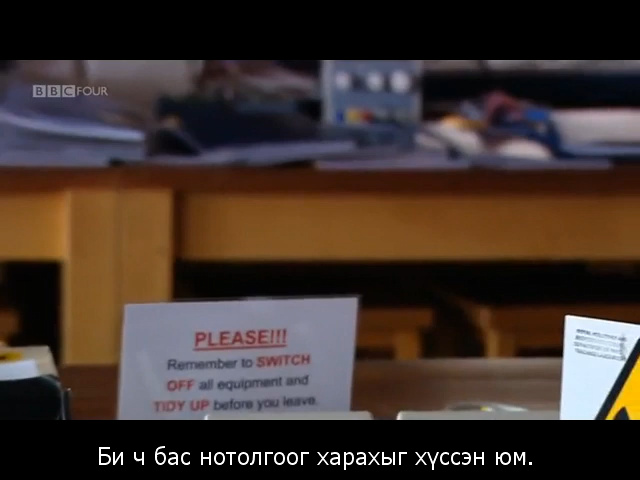 BBC FOUR
PLEASE!!!
Remember to SWITCH
OFF all equipment and
TIDY UP before you leave.
Би ч бас нотолгоог харахыг хүссэн юм.